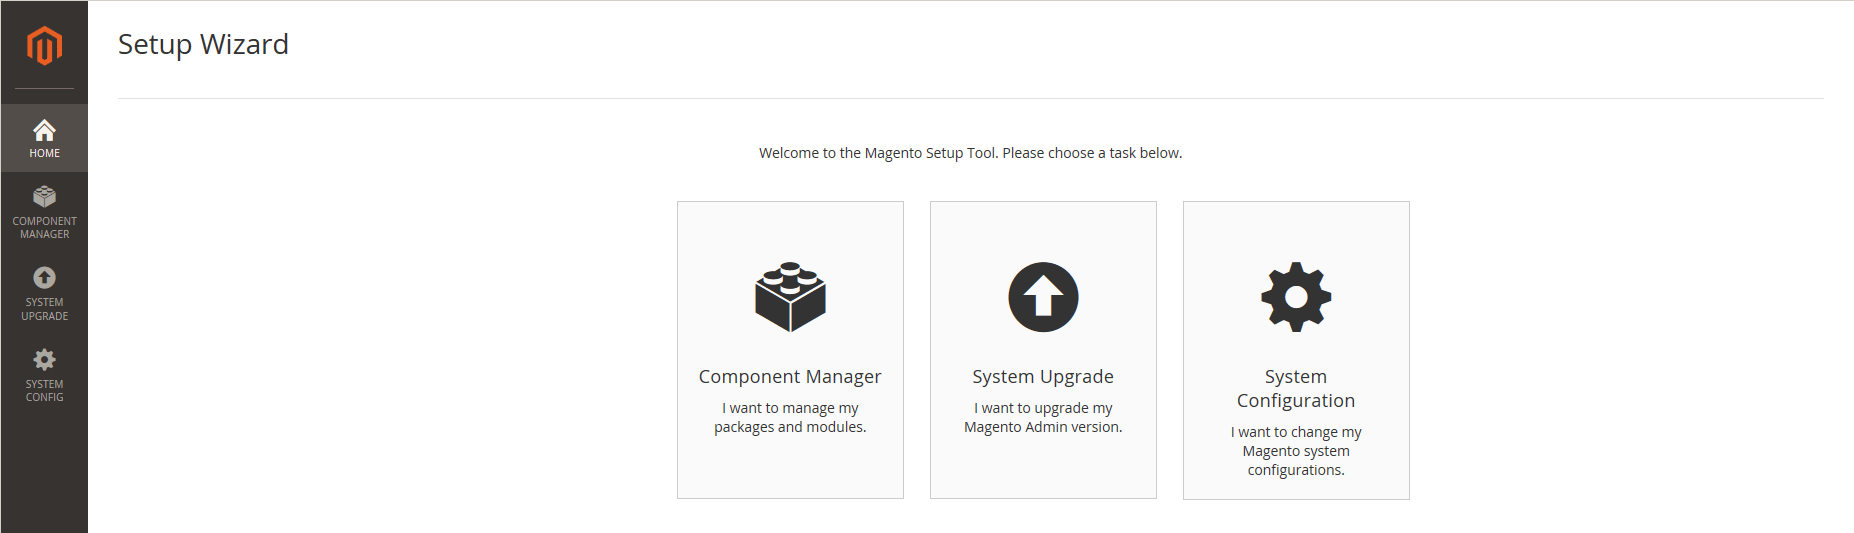 Setup Wizard
HOME
COMPONENT
MANAGER
SYSTEM
UPGRADE
SYSTEM
CONFIG
Welcome to the Magento Setup Tool. Please choose a task below.
Component Manager
I want to manage my
packages and modules.
System Upgrade
I want to upgrade my
Magento Admin version.
System
Configuration
I want to change my
Magento system
configurations.